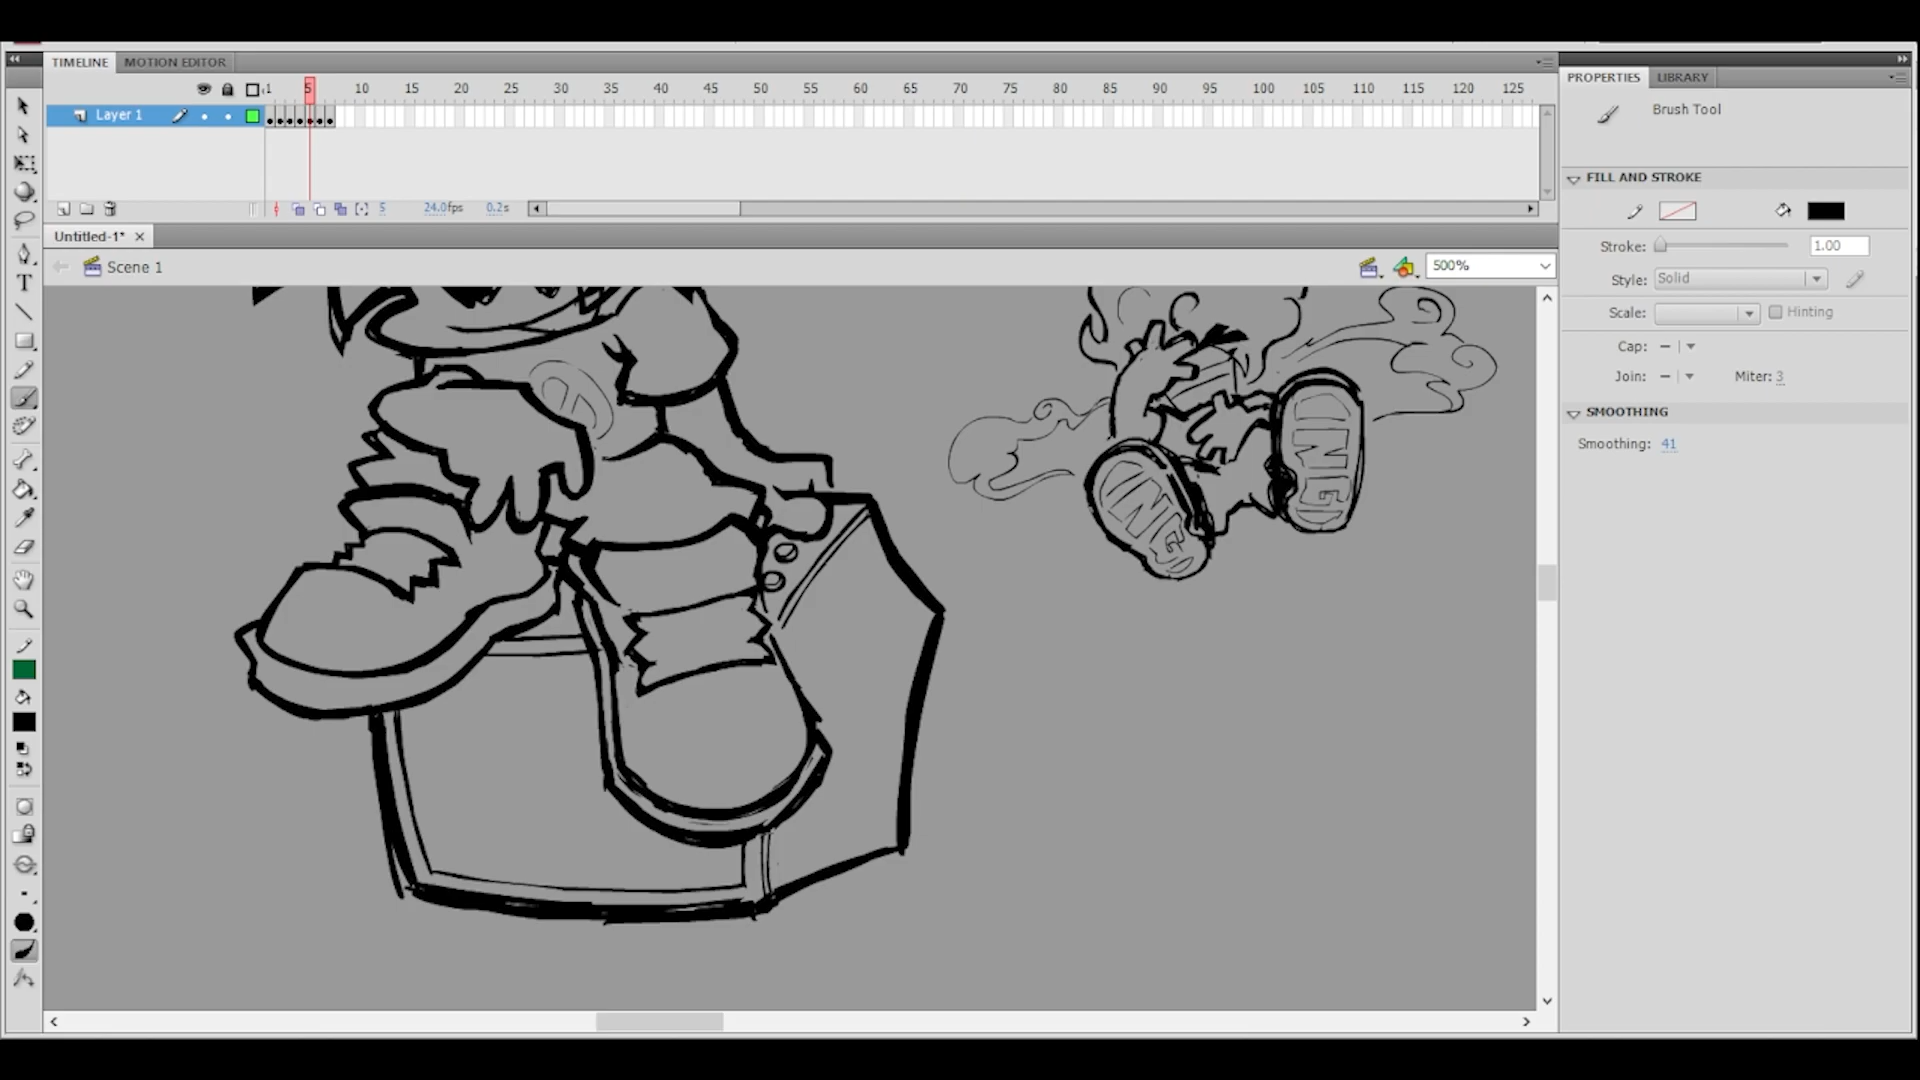 TIMELINE MOTION EDITOR
PROPERTIES LIBRARY
1 5 10 15 20 25 30 35 40 45 50 55 60 65 70 75 80 85 90 95 100 105 110 115 120 125
Brush Tool
Layer 1
FILL AND STROKE
5 24.0fps 0.2s
Untitled-1*
Stroke: 1.00
Scene 1
500%
Style: Solid
Scale: Hinting
Cap:
Join: Miter: 3
SMOOTHING
Smoothing: 41